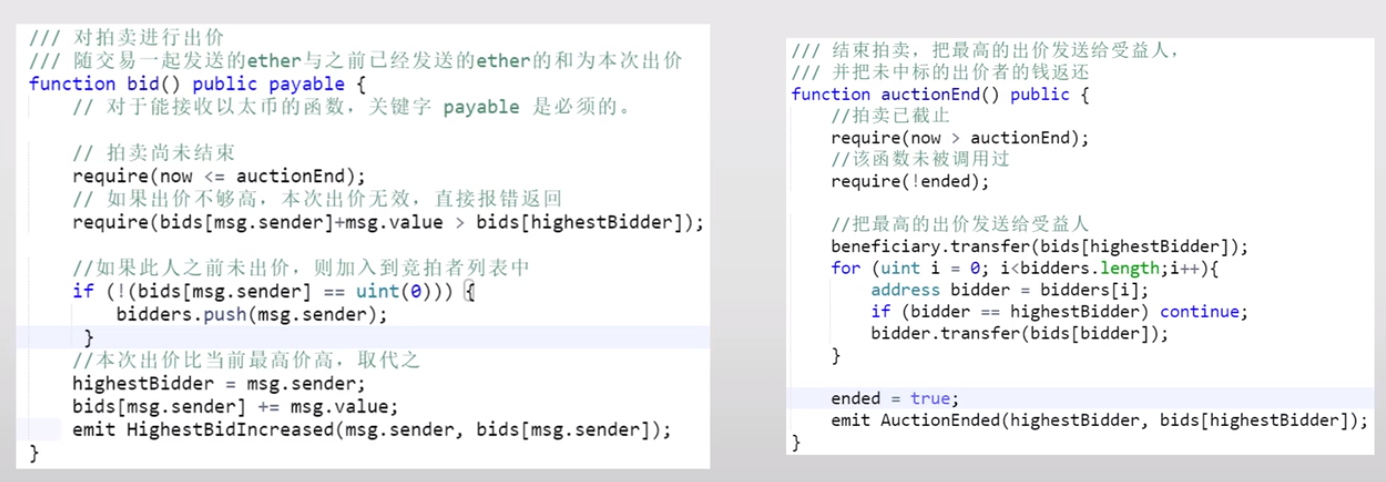 /// 对拍卖进行出价
/// 随交易一起发送的ether与之前已经发送的ether的和为本次出价
function bid() public payable {
// 对于能接收以太币的函数，关键字 payable 是必须的。
// 拍卖尚未结束
require(now <= auctionEnd);
// 如果出价不够高，本次出价无效，直接报错返回
require(bids[msg.sender]+msg.value > bids[highestBidder]);
//如果此人之前未出价，则加入到竞拍者列表中
if (!(bids[msg.sender] == uint(0))) {
bidders.push(msg.sender);
}
//本次出价比当前最高价高，取代之
highestBidder = msg.sender;
bids[msg.sender] += msg.value;
emit HighestBidIncreased(msg.sender, bids[msg.sender]);
}
/// 结束拍卖，把最高的出价发送给受益人，
/// 并把未中标的出价者的钱返还
function auctionEnd() public {
//拍卖已截止
require(now > auctionEnd);
//该函数未被调用过
require(!ended);
//把最高的出价发送给受益人
beneficiary.transfer(bids[highestBidder]);
for (uint i = 0; i<bidders.length;i++){
address bidder = bidders[i];
if (bidder == highestBidder) continue;
bidder.transfer(bids[bidder]);
}
ended = true;
emit AuctionEnded(highestBidder, bids[highestBidder]);
}